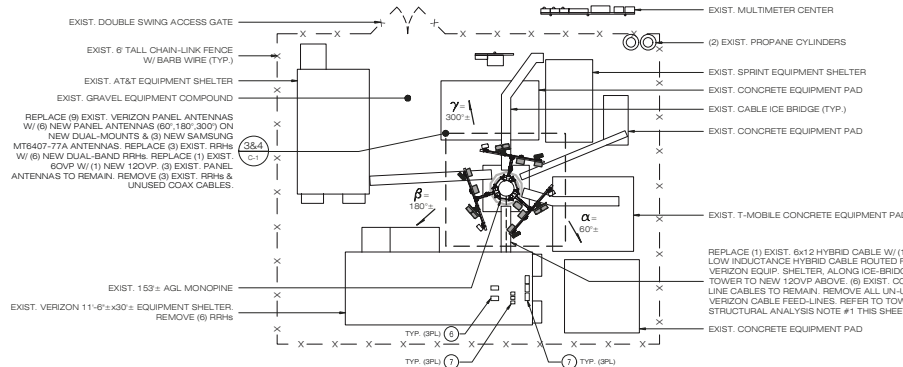 EXIST. DOUBLE SWING ACCESS GATE
EXIST. 6' TALL CHAIN-LINK FENCE
W/ BARB WIRE (TYP.)
EXIST. AT&T EQUIPMENT SHELTER
EXIST. GRAVEL EQUIPMENT COMPOUND
REPLACE (9) EXIST. VERIZON PANEL ANTENNAS
W/ (6) NEW PANEL ANTENNAS (60°,180°,300°) ON
NEW DUAL-MOUNTS & (3) NEW SAMSUNG
MT6407-77A ANTENNAS. REPLACE (3) EXIST. RRHs
W/ (6) NEW DUAL-BAND RRHs. REPLACE (1) EXIST.
6OVP W/ (1) NEW 12OVP. (3) EXIST. PANEL
ANTENNAS TO REMAIN. REMOVE (3) EXIST. RRHs &
UNUSED COAX CABLES.
3&4
C-1
EXIST. 153'± AGL MONOPINE
EXIST. VERIZON 11'-6"±x30'± EQUIPMENT SHELTER.
REMOVE (6) RRHs
γ=
300°±
β=
180°±
α=
60°±
TYP. (3PL) 6
TYP. (3PL) 7
7 TYP. (3PL)
EXIST. MULTIMETER CENTER
(2) EXIST. PROPANE CYLINDERS
EXIST. SPRINT EQUIPMENT SHELTER
EXIST. CONCRETE EQUIPMENT PAD
EXIST. CABLE ICE BRIDGE (TYP.)
EXIST. CONCRETE EQUIPMENT PAD
EXIST. T-MOBILE CONCRETE EQUIPMENT PAD
REPLACE (1) EXIST. 6x12 HYBRID CABLE W/ (1
LOW INDUCTANCE HYBRID CABLE ROUTED
VERIZON EQUIP. SHELTER, ALONG ICE-BRIDG
TOWER TO NEW 12OVP ABOVE. (6) EXIST. CO
LINE CABLES TO REMAIN. REMOVE ALL UN-U
VERIZON CABLE FEED-LINES. REFER TO TOW
STRUCTURAL ANALYSIS NOTE #1 THIS SHEE
EXIST. CONCRETE EQUIPMENT PAD